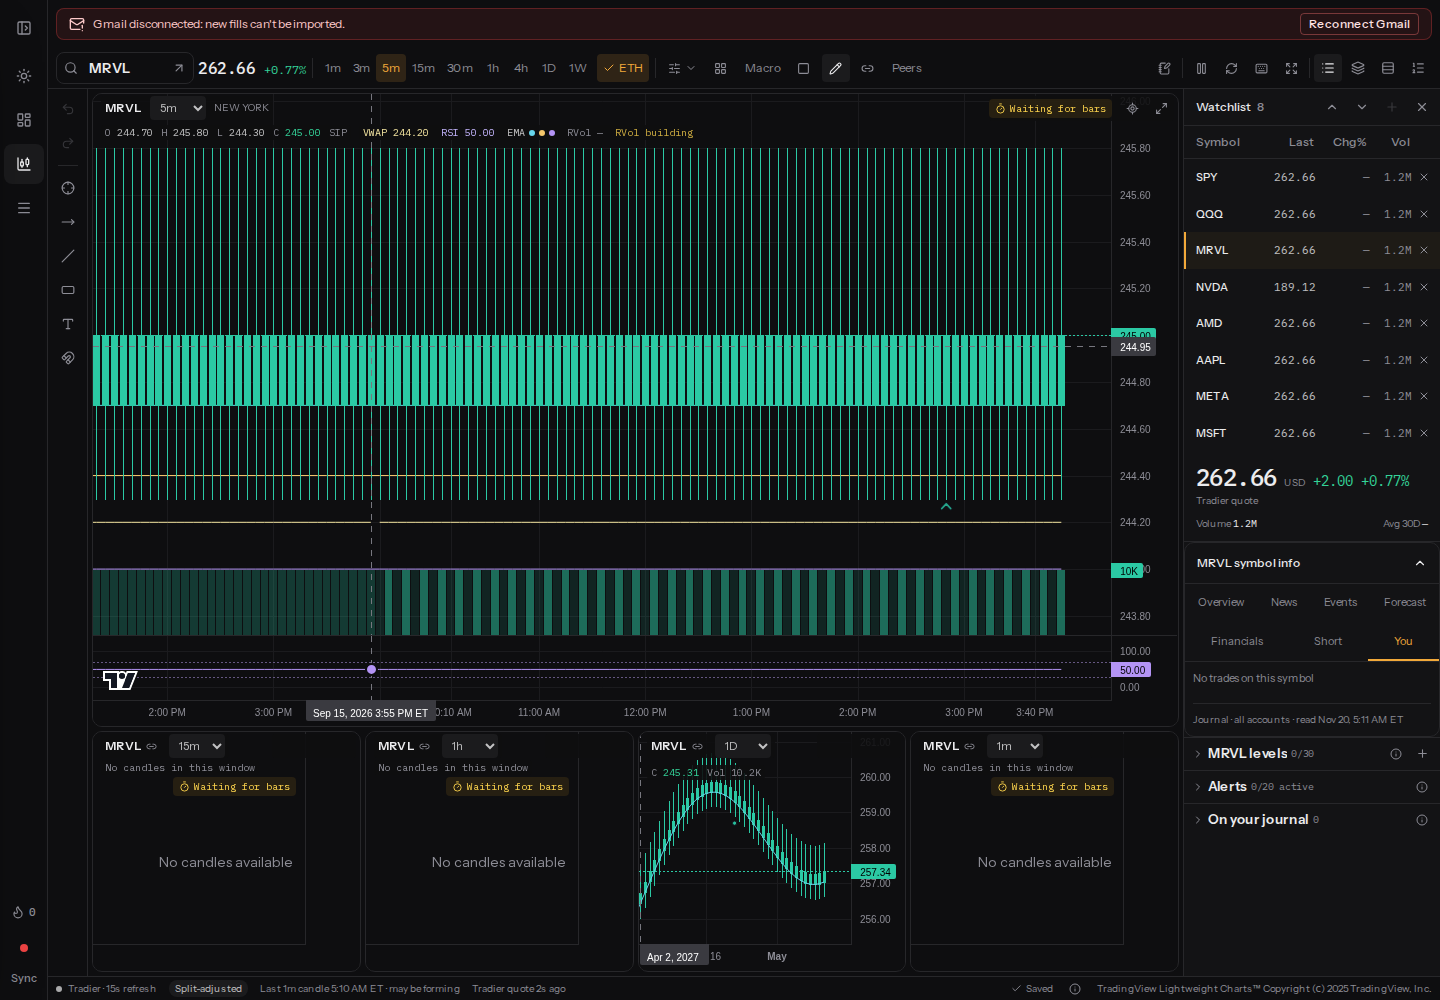 Gmail disconnected: new fills can't be imported.
Reconnect Gmail
MRVL 262.66 +0.77% 1m 3m 5m 15m 30m 1h 4h 1D 1W ETH Macro Peers
MRVL 5m NEW YORK
Waiting for bars
O 244.70 H 245.80 L 244.30 C 245.00 SIP VWAP 244.20 RSI 50.00 EMA RVol — RVol building
245.80
245.60
245.40
245.20
245.00
244.95
244.80
244.60
244.40
244.20
10K
243.80
100.00
50.00
0.00
2:00 PM 3:00 PM Sep 15, 2026 3:55 PM ET 0:10 AM 11:00 AM 12:00 PM 1:00 PM 2:00 PM 3:00 PM 3:40 PM
MRVL 15m
No candles in this window
Waiting for bars
No candles available
MRVL 1h
No candles in this window
Waiting for bars
No candles available
MRVL 1D
C 245.31 Vol 10.2K
261.00
260.00
259.00
258.00
257.34
257.00
256.00
Apr 2, 2027 16 May
MRVL 1m
No candles in this window
Waiting for bars
No candles available
Watchlist 8
Symbol Last Chg% Vol
SPY 262.66 — 1.2M
QQQ 262.66 — 1.2M
MRVL 262.66 — 1.2M
NVDA 189.12 — 1.2M
AMD 262.66 — 1.2M
AAPL 262.66 — 1.2M
META 262.66 — 1.2M
MSFT 262.66 — 1.2M
262.66 USD +2.00 +0.77%
Tradier quote
Volume 1.2M Avg 30D —
MRVL symbol info
Overview News Events Forecast
Financials Short You
No trades on this symbol
Journal · all accounts · read Nov 20, 5:11 AM ET
MRVL levels 0/30
Alerts 0/20 active
On your journal 0
0
Sync
Tradier · 15s refresh Split-adjusted Last 1m candle 5:10 AM ET · may be forming Tradier quote 2s ago
Saved TradingView Lightweight Charts™ Copyright (c) 2025 TradingView, Inc.